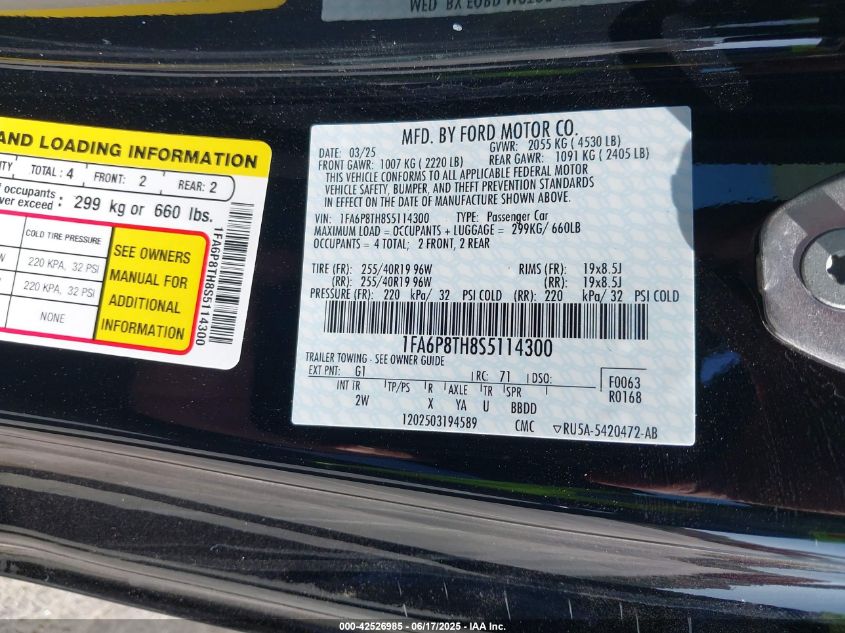 AND LOADING INFORMATION
TOTAL : 4 FRONT: 2 REAR: 2
occupants:
ver exceed : 299 kg or 660 lbs.
COLD TIRE PRESSURE
220 KPA, 32 PSI
220 KPA, 32 PSI
NONE
SEE OWNERS
MANUAL FOR
ADDITIONAL
INFORMATION
1FA6P8TH8S5114300
MFD. BY FORD MOTOR CO.
DATE: 03/25 GVWR: 2055 KG ( 4530 LB)
FRONT GAWR: 1007 KG ( 2220 LB) REAR GAWR: 1091 KG ( 2405 LB)
THIS VEHICLE CONFORMS TO ALL APPLICABLE FEDERAL MOTOR
VEHICLE SAFETY, BUMPER, AND THEFT PREVENTION STANDARDS
IN EFFECT ON THE DATE OF MANUFACTURE SHOWN ABOVE.
VIN: 1FA6P8TH8S5114300 TYPE: Passenger Car
MAXIMUM LOAD = OCCUPANTS + LUGGAGE = 299KG/ 660LB
OCCUPANTS = 4 TOTAL; 2 FRONT, 2 REAR
TIRE (FR): 255/40R19 96W RIMS (FR): 19x8.5J
(RR): 255/40R19 96W (RR): 19x8.5J
PRESSURE (FR): 220 kPa/ 32 PSI COLD (RR): 220 kPa/ 32 PSI COLD
1FA6P8TH8S5114300
TRAILER TOWING - SEE OWNER GUIDE
EXT PNT: G1 RC: 71 DSO: F0063
INT TR TP/PS R AXLE TR SPR R0168
2W X YA U BBDD
1202503194589 CMC ▽RU5A-5420472-AB
000-42526985 - 06/17/2025 - IAA, Inc.